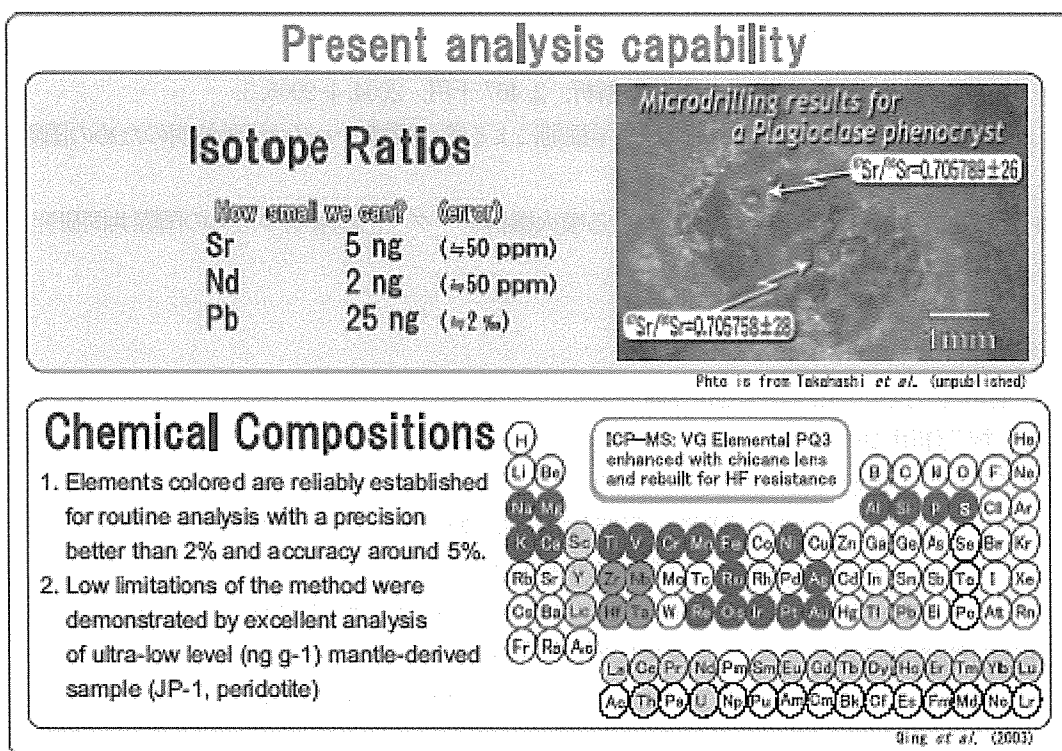 Present analysis capability
Isotope Ratios
How small we can? (error)
Sr 5 ng (≒50 ppm)
Nd 2 ng (≒50 ppm)
Pb 25 ng (≒2 ‰)
Microdrilling results for
a Plagioclase phenocryst
⁸⁷Sr/⁸⁶Sr=0.705789±26
⁸⁷Sr/⁸⁶Sr=0.705758±28
1mm
Phto is from Takahashi et al. (unpublished)
Chemical Compositions
1. Elements colored are reliably established
for routine analysis with a precision
better than 2% and accuracy around 5%.
2. Low limitations of the method were
demonstrated by excellent analysis
of ultra-low level (ng g-1) mantle-derived
sample (JP-1, peridotite)
ICP-MS: VG Elemental PQ3
enhanced with chicane lens
and rebuilt for HF resistance
H He
Li Be B C N O F Ne
Na Al Si P S Cl Ar
K Ca Sc V Cr Mn Fe Co Ni Cu Zn Ga Ge As Se Br Kr
Rb Sr Y Zr Nb Mo Tc Ru Rh Pd Cd In Sn Sb Te I Xe
Cs Ba Hf Ta W Re Os Ir Pt Au Hg Tl Pb Po At Rn
Fr Ra
La Ce Pr Nd Pm Sm Eu Gd Tb Dy Ho Er Tm Yb Lu
Ac Th Pa U Np Pu Am Cm Bk Cf Es Fm Md No Lr
Qing et al. (2003)